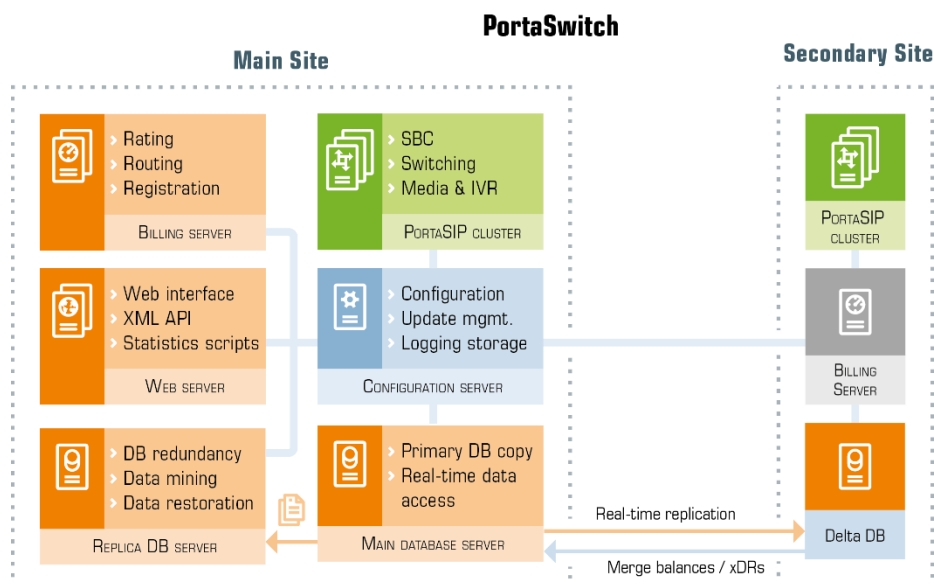 PortaSwitch
Main Site
Secondary Site
Rating
Routing
Registration
Billing server
SBC
Switching
Media & IVR
PortaSIP cluster
PortaSIP
cluster
Web interface
XML API
Statistics scripts
Web server
Configuration
Update mgmt.
Logging storage
Configuration server
Billing
Server
DB redundancy
Data mining
Data restoration
Replica DB server
Primary DB copy
Real-time data
access
Main database server
Real-time replication
Merge balances / xDRs
Delta DB